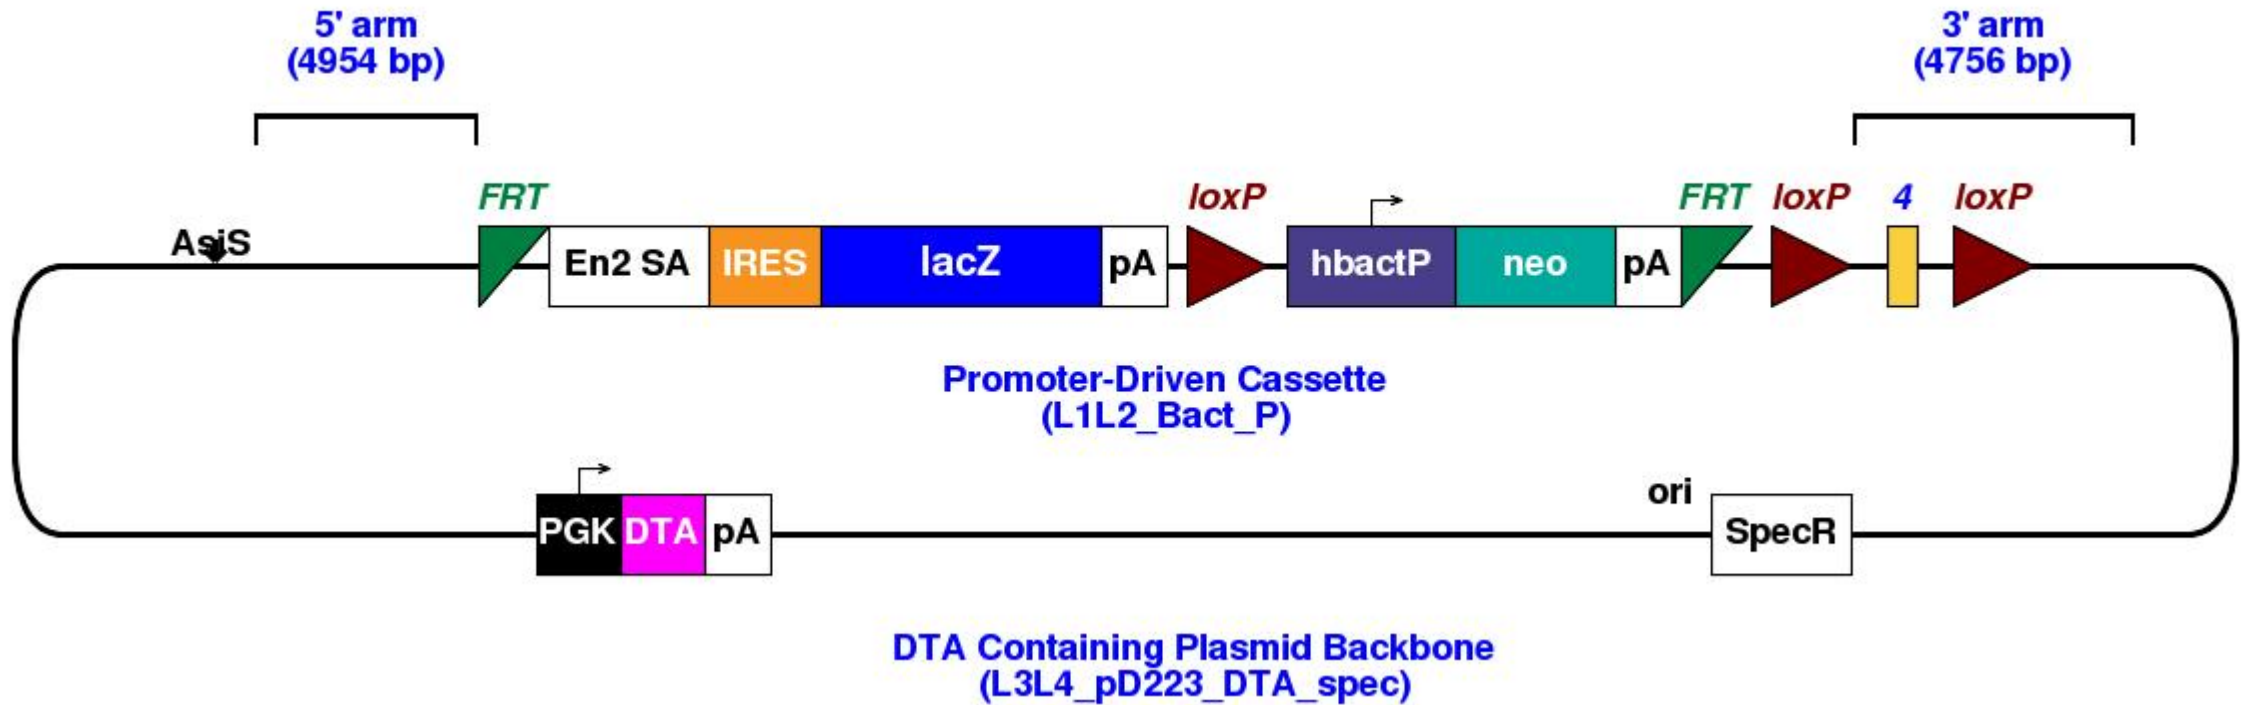 5' arm
(4954 bp)
3' arm
(4756 bp)
FRT
loxP
FRT
loxP
4
loxP
AsiS
En2 SA
IRES
lacZ
pA
hbactP
neo
pA
Promoter-Driven Cassette
(L1L2_Bact_P)
PGK
DTA
pA
ori
SpecR
DTA Containing Plasmid Backbone
(L3L4_pD223_DTA_spec)